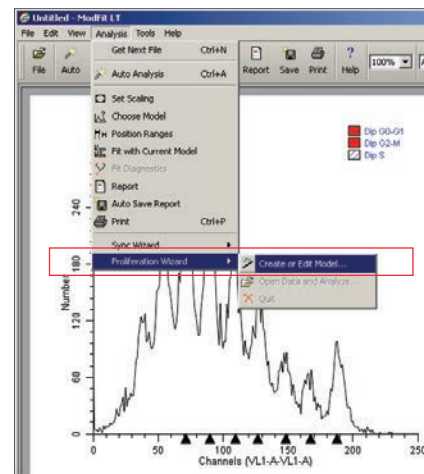 Untitled - ModFit LT
File Edit View Analysis Tools Help
File Auto Report Save Print Help 100%
Get Next File Ctrl+N
Auto Analysis Ctrl+A
Set Scaling
Choose Model
Position Ranges
Fit with Current Model
Fit Diagnostics
Report
Auto Save Report
Print Ctrl+P
Sync Wizard
Proliferation Wizard
Create or Edit Model...
Open Data and Analyze...
Quit
Dip G0-G1
Dip G2-M
Dip S
Number
240
180
120
60
0
0 50 100 150 200 250
Channels (VL1-A-VL1-A)